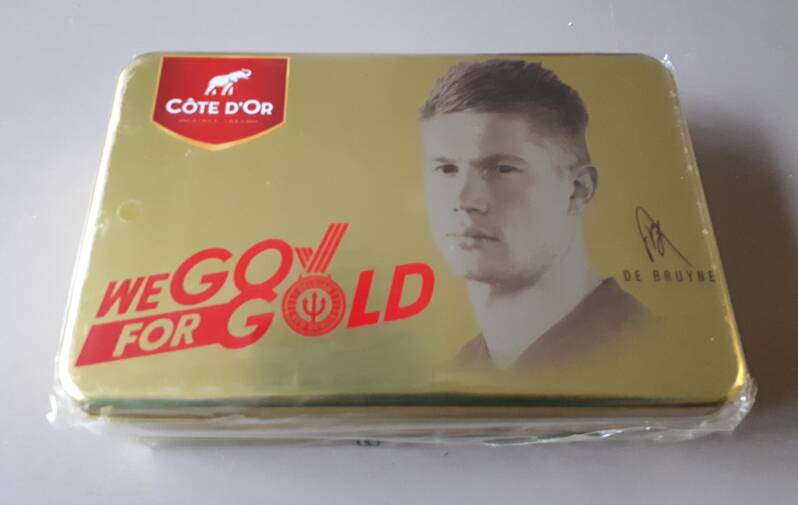 CÔTE D'OR
WE GO
FOR GOLD
DE BRUYNE